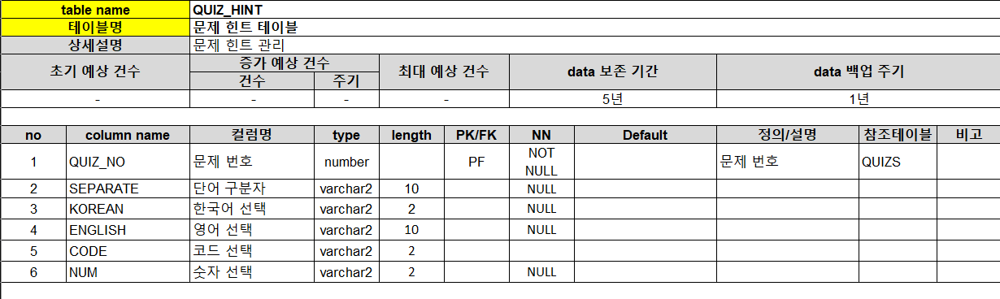 table name QUIZ_HINT
테이블명 문제 힌트 테이블
상세설명 문제 힌트 관리
초기 예상 건수 증가 예상 건수 최대 예상 건수 data 보존 기간 data 백업 주기
건수 주기
- - - - 5년 1년
no column name 컬럼명 type length PK/FK NN Default 정의/설명 참조테이블 비고
1 QUIZ_NO 문제 번호 number PF NOT NULL 문제 번호 QUIZS
2 SEPARATE 단어 구분자 varchar2 10 NULL
3 KOREAN 한국어 선택 varchar2 2 NULL
4 ENGLISH 영어 선택 varchar2 10 NULL
5 CODE 코드 선택 varchar2 2
6 NUM 숫자 선택 varchar2 2 NULL